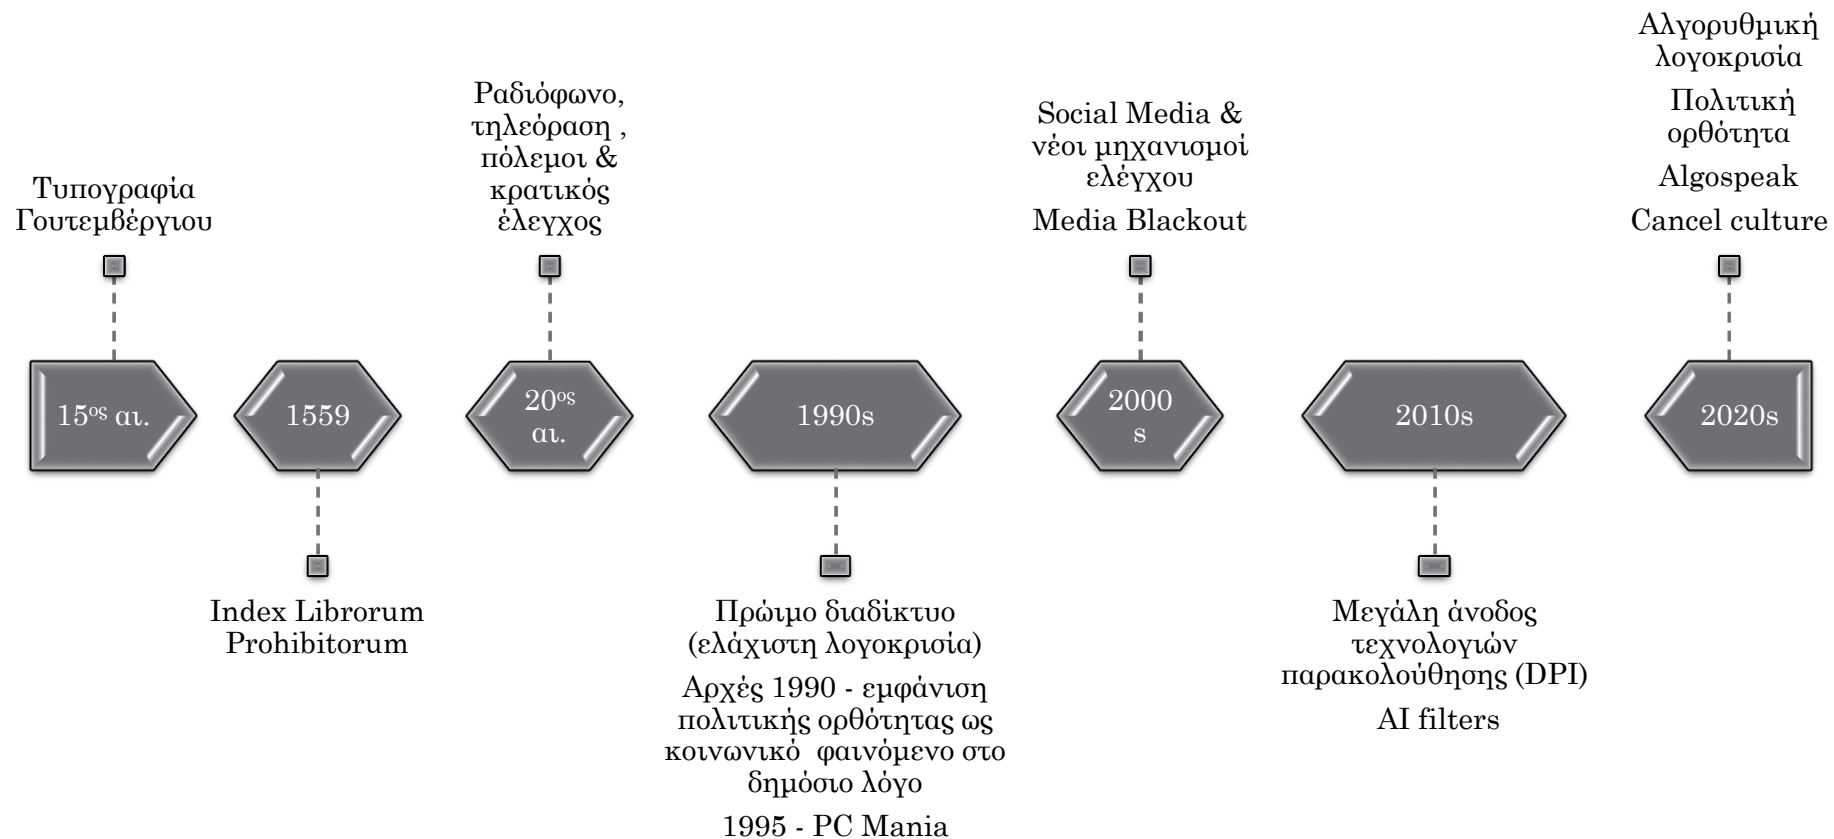 Τυπογραφία
Γουτεμβέργιου
15ος αι.
1559
Index Librorum
Prohibitorum
Ραδιόφωνο,
τηλεόραση ,
πόλεμοι &
κρατικός
έλεγχος
20ος
αι.
1990s
Πρώιμο διαδίκτυο
(ελάχιστη λογοκρισία)
Αρχές 1990 - εμφάνιση
πολιτικής ορθότητας ως
κοινωνικό φαινόμενο στο
δημόσιο λόγο
1995 - PC Mania
Social Media &
νέοι μηχανισμοί
ελέγχου
Media Blackout
2000
s
2010s
Μεγάλη άνοδος
τεχνολογιών
παρακολούθησης (DPI)
AI filters
Αλγορυθμική
λογοκρισία
Πολιτική
ορθότητα
Algospeak
Cancel culture
2020s